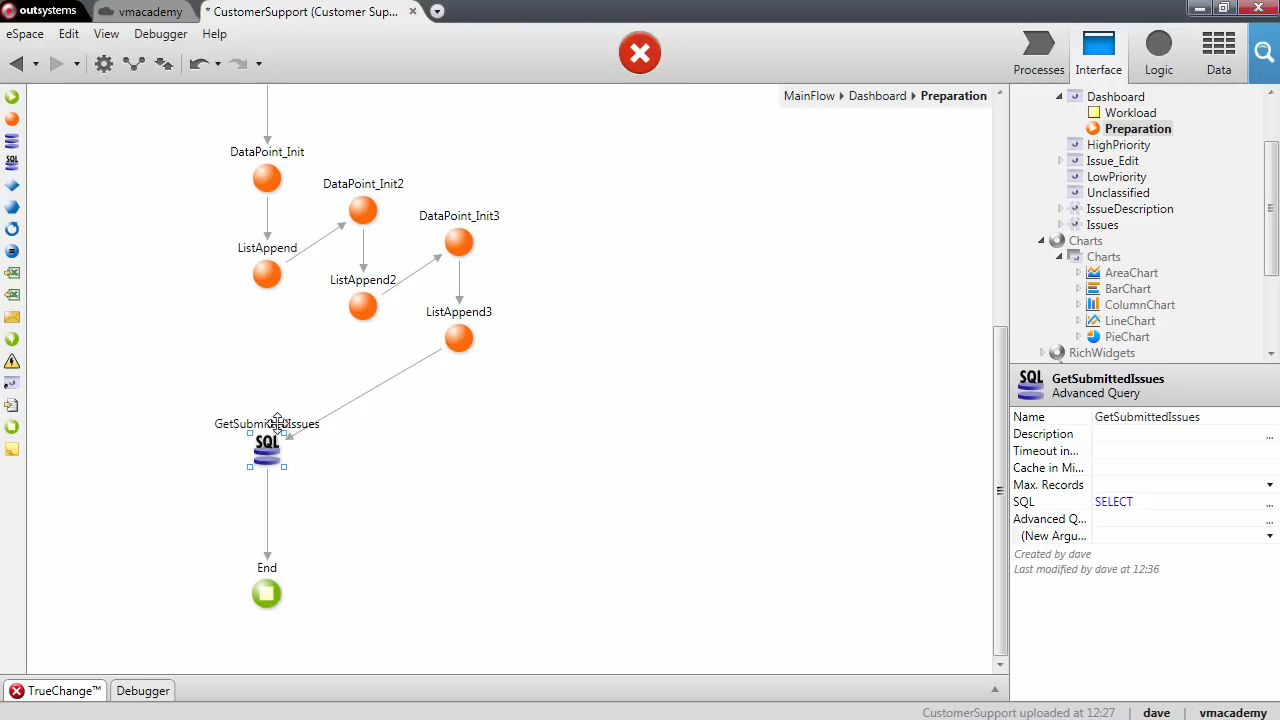 outsystems
vmacademy
* CustomerSupport (Customer Sup...
eSpace Edit View Debugger Help
Processes Interface Logic Data
MainFlow Dashboard Preparation
DataPoint_Init
DataPoint_Init2
DataPoint_Init3
ListAppend
ListAppend2
ListAppend3
GetSubmittedIssues
SQL
End
SQL
Dashboard
Workload
Preparation
HighPriority
Issue_Edit
LowPriority
Unclassified
IssueDescription
Issues
Charts
Charts
AreaChart
BarChart
ColumnChart
LineChart
PieChart
RichWidgets
SQL
GetSubmittedIssues
Advanced Query
Name GetSubmittedIssues
Description ...
Timeout in...
Cache in Mi...
Max. Records
SQL SELECT ...
Advanced Q... ...
(New Argu...
Created by dave
Last modified by dave at 12:36
TrueChange™ Debugger
CustomerSupport uploaded at 12:27 dave vmacademy